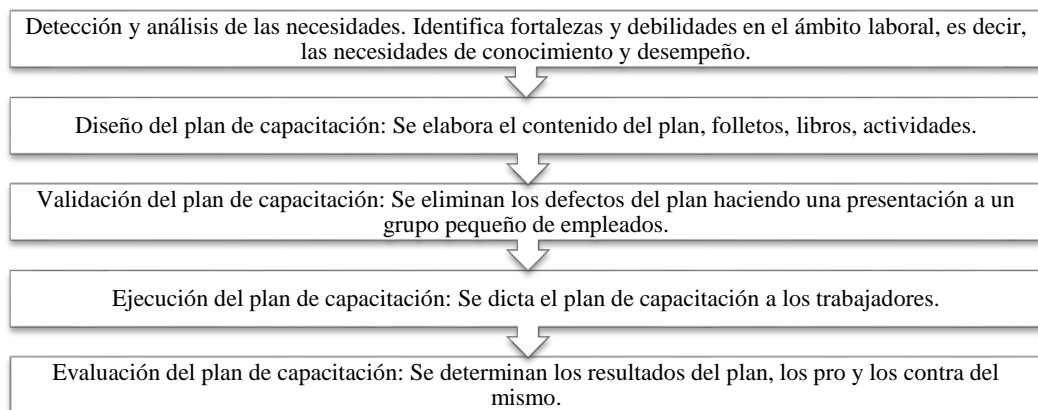 Detección y análisis de las necesidades. Identifica fortalezas y debilidades en el ámbito laboral, es decir,
las necesidades de conocimiento y desempeño.
Diseño del plan de capacitación: Se elabora el contenido del plan, folletos, libros, actividades.
Validación del plan de capacitación: Se eliminan los defectos del plan haciendo una presentación a un
grupo pequeño de empleados.
Ejecución del plan de capacitación: Se dicta el plan de capacitación a los trabajadores.
Evaluación del plan de capacitación: Se determinan los resultados del plan, los pro y los contra del
mismo.